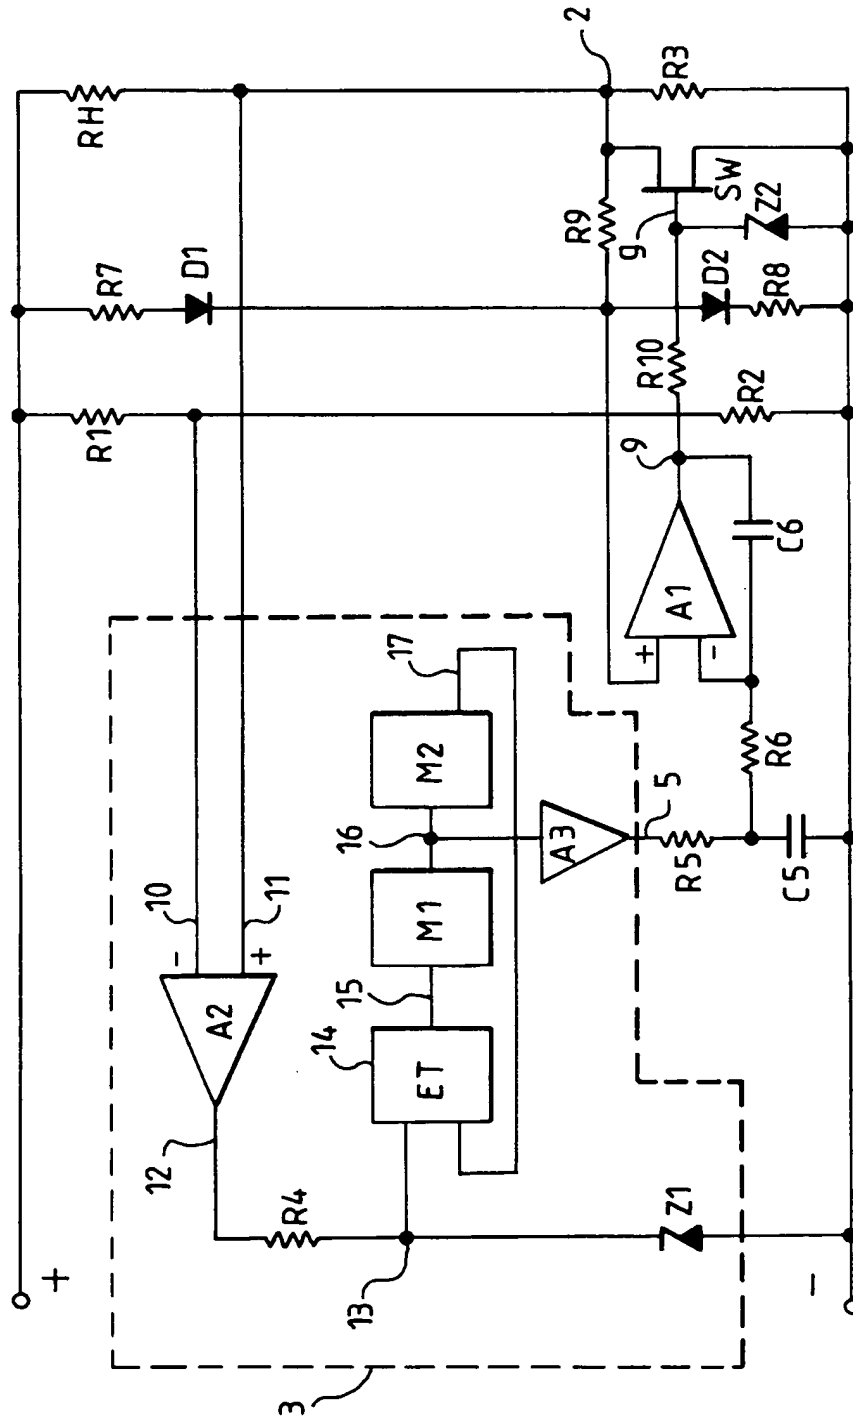 +
-
3
12
R4
13
Z1
A2
-
+
10
11
14
ET
15
M1
16
M2
17
A3
5
R5
C5
R6
A1
+
-
C6
9
R10
R1
R2
R7
D1
D2
R8
R9
g
Z2
SW
RH
2
R3